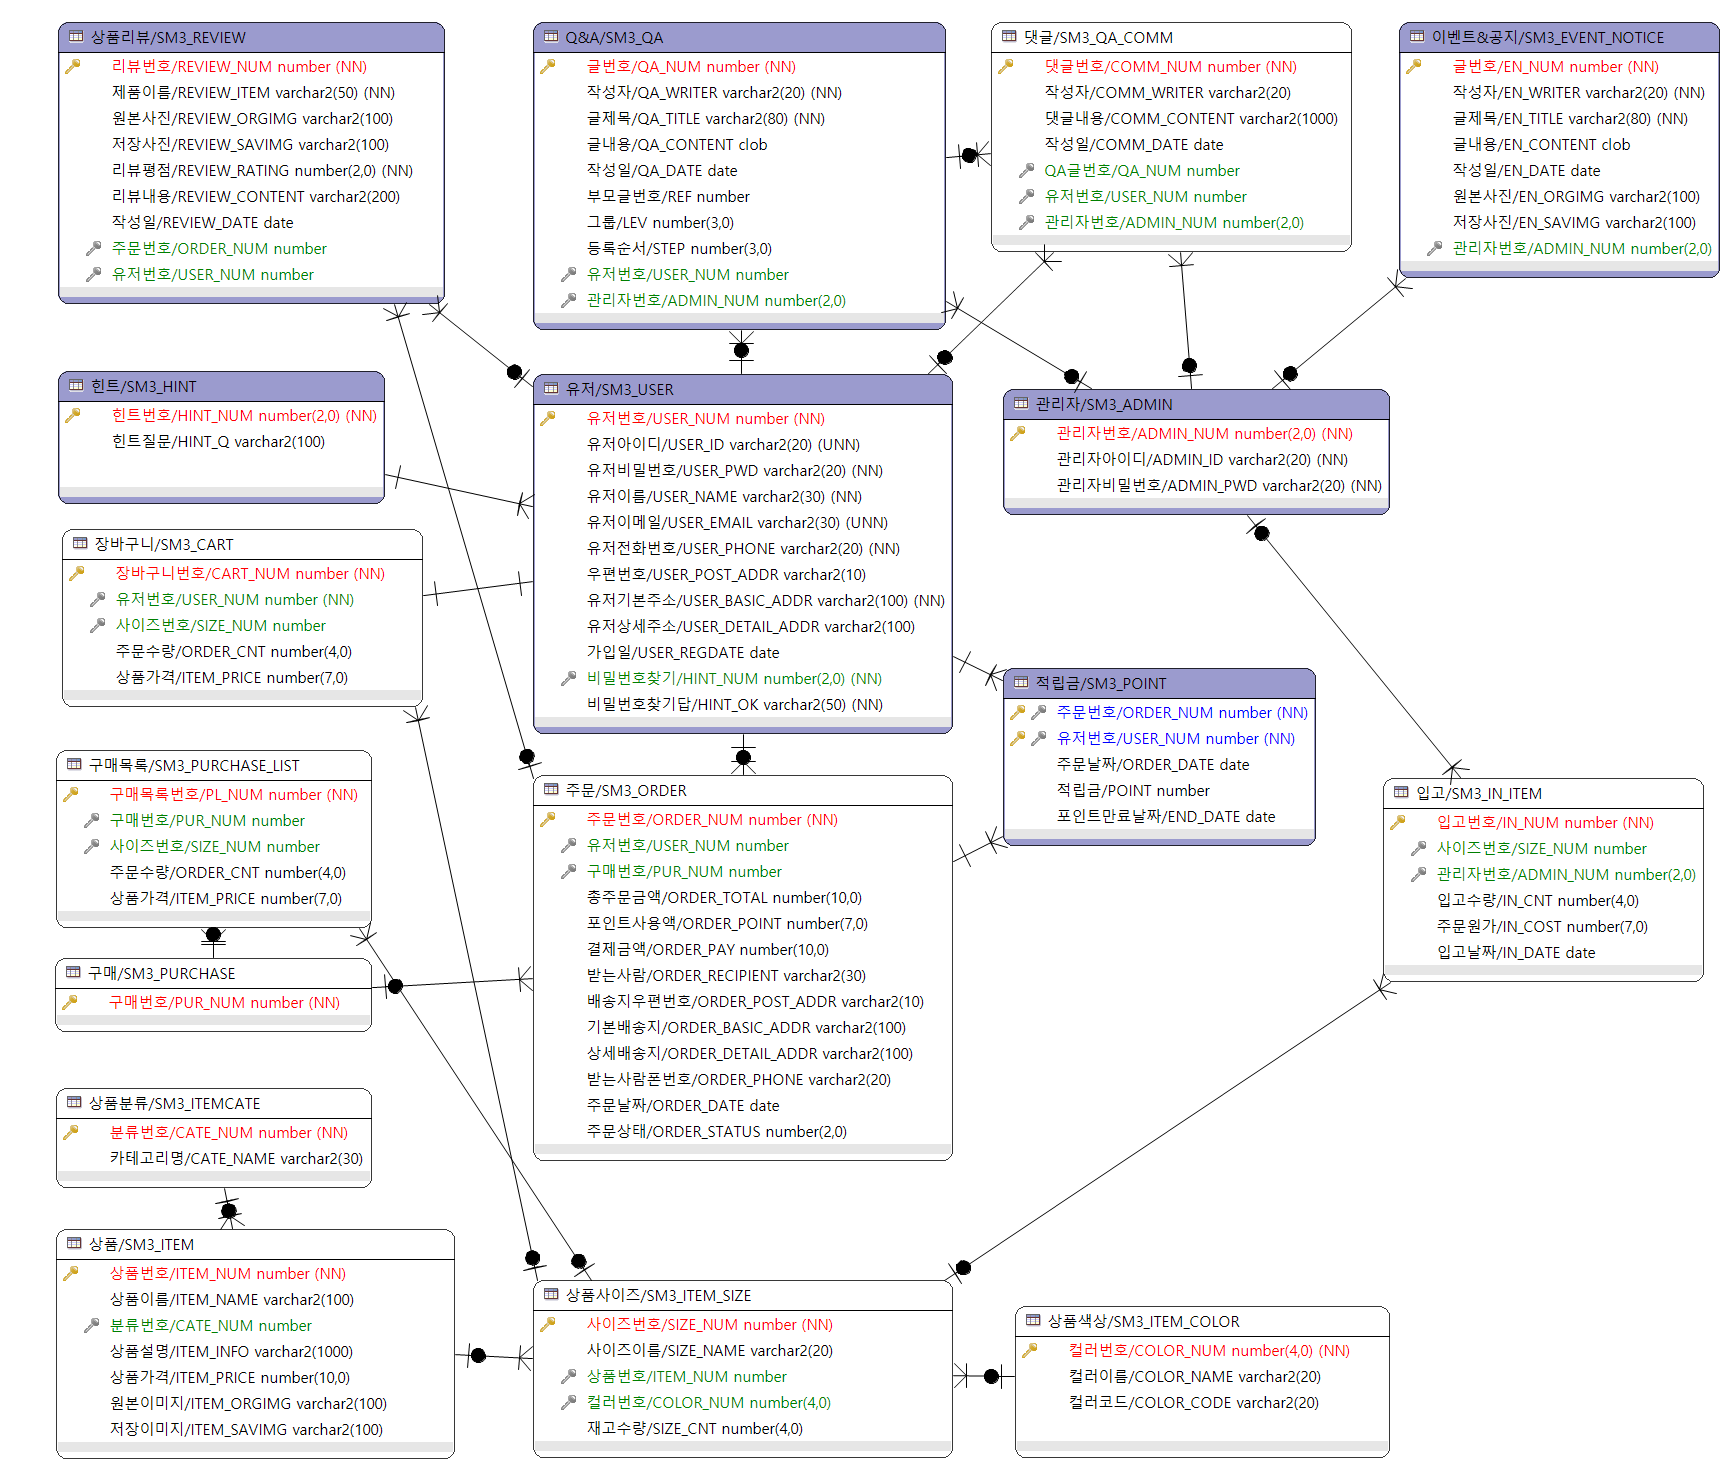 상품리뷰/SM3_REVIEW
리뷰번호/REVIEW_NUM number (NN)
제품이름/REVIEW_ITEM varchar2(50) (NN)
원본사진/REVIEW_ORGIMG varchar2(100)
저장사진/REVIEW_SAVIMG varchar2(100)
리뷰평점/REVIEW_RATING number(2,0) (NN)
리뷰내용/REVIEW_CONTENT varchar2(200)
작성일/REVIEW_DATE date
주문번호/ORDER_NUM number
유저번호/USER_NUM number
Q&A/SM3_QA
글번호/QA_NUM number (NN)
작성자/QA_WRITER varchar2(20) (NN)
글제목/QA_TITLE varchar2(80) (NN)
글내용/QA_CONTENT clob
작성일/QA_DATE date
부모글번호/REF number
그룹/LEV number(3,0)
등록순서/STEP number(3,0)
유저번호/USER_NUM number
관리자번호/ADMIN_NUM number(2,0)
댓글/SM3_QA_COMM
댓글번호/COMM_NUM number (NN)
작성자/COMM_WRITER varchar2(20)
댓글내용/COMM_CONTENT varchar2(1000)
작성일/COMM_DATE date
QA글번호/QA_NUM number
유저번호/USER_NUM number
관리자번호/ADMIN_NUM number(2,0)
이벤트&공지/SM3_EVENT_NOTICE
글번호/EN_NUM number (NN)
작성자/EN_WRITER varchar2(20) (NN)
글제목/EN_TITLE varchar2(80) (NN)
글내용/EN_CONTENT clob
작성일/EN_DATE date
원본사진/EN_ORGIMG varchar2(100)
저장사진/EN_SAVIMG varchar2(100)
관리자번호/ADMIN_NUM number(2,0)
힌트/SM3_HINT
힌트번호/HINT_NUM number(2,0) (NN)
힌트질문/HINT_Q varchar2(100)
유저/SM3_USER
유저번호/USER_NUM number (NN)
유저아이디/USER_ID varchar2(20) (UNN)
유저비밀번호/USER_PWD varchar2(20) (NN)
유저이름/USER_NAME varchar2(30) (NN)
유저이메일/USER_EMAIL varchar2(30) (UNN)
유저전화번호/USER_PHONE varchar2(20) (NN)
우편번호/USER_POST_ADDR varchar2(10)
유저기본주소/USER_BASIC_ADDR varchar2(100) (NN)
유저상세주소/USER_DETAIL_ADDR varchar2(100)
가입일/USER_REGDATE date
비밀번호찾기/HINT_NUM number(2,0) (NN)
비밀번호찾기답/HINT_OK varchar2(50) (NN)
관리자/SM3_ADMIN
관리자번호/ADMIN_NUM number(2,0) (NN)
관리자아이디/ADMIN_ID varchar2(20) (NN)
관리자비밀번호/ADMIN_PWD varchar2(20) (NN)
장바구니/SM3_CART
장바구니번호/CART_NUM number (NN)
유저번호/USER_NUM number (NN)
사이즈번호/SIZE_NUM number
주문수량/ORDER_CNT number(4,0)
상품가격/ITEM_PRICE number(7,0)
적립금/SM3_POINT
주문번호/ORDER_NUM number (NN)
유저번호/USER_NUM number (NN)
주문날짜/ORDER_DATE date
적립금/POINT number
포인트만료날짜/END_DATE date
구매목록/SM3_PURCHASE_LIST
구매목록번호/PL_NUM number (NN)
구매번호/PUR_NUM number
사이즈번호/SIZE_NUM number
주문수량/ORDER_CNT number(4,0)
상품가격/ITEM_PRICE number(7,0)
주문/SM3_ORDER
주문번호/ORDER_NUM number (NN)
유저번호/USER_NUM number
구매번호/PUR_NUM number
총주문금액/ORDER_TOTAL number(10,0)
포인트사용액/ORDER_POINT number(7,0)
결제금액/ORDER_PAY number(10,0)
받는사람/ORDER_RECIPIENT varchar2(30)
배송지우편번호/ORDER_POST_ADDR varchar2(10)
기본배송지/ORDER_BASIC_ADDR varchar2(100)
상세배송지/ORDER_DETAIL_ADDR varchar2(100)
받는사람폰번호/ORDER_PHONE varchar2(20)
주문날짜/ORDER_DATE date
주문상태/ORDER_STATUS number(2,0)
입고/SM3_IN_ITEM
입고번호/IN_NUM number (NN)
사이즈번호/SIZE_NUM number
관리자번호/ADMIN_NUM number(2,0)
입고수량/IN_CNT number(4,0)
주문원가/IN_COST number(7,0)
입고날짜/IN_DATE date
구매/SM3_PURCHASE
구매번호/PUR_NUM number (NN)
상품분류/SM3_ITEMCATE
분류번호/CATE_NUM number (NN)
카테고리명/CATE_NAME varchar2(30)
상품/SM3_ITEM
상품번호/ITEM_NUM number (NN)
상품이름/ITEM_NAME varchar2(100)
분류번호/CATE_NUM number
상품설명/ITEM_INFO varchar2(1000)
상품가격/ITEM_PRICE number(10,0)
원본이미지/ITEM_ORGIMG varchar2(100)
저장이미지/ITEM_SAVIMG varchar2(100)
상품사이즈/SM3_ITEM_SIZE
사이즈번호/SIZE_NUM number (NN)
사이즈이름/SIZE_NAME varchar2(20)
상품번호/ITEM_NUM number
컬러번호/COLOR_NUM number(4,0)
재고수량/SIZE_CNT number(4,0)
상품색상/SM3_ITEM_COLOR
컬러번호/COLOR_NUM number(4,0) (NN)
컬러이름/COLOR_NAME varchar2(20)
컬러코드/COLOR_CODE varchar2(20)